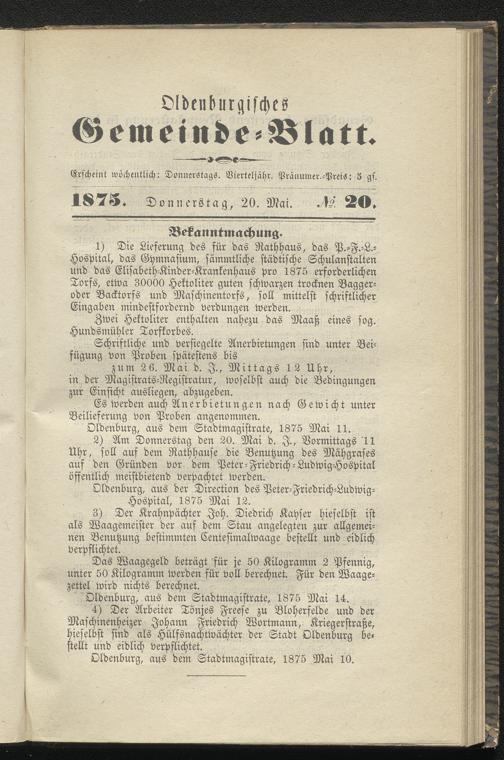 Oldenburgisches
Gemeinde-Blatt.
Erscheint wöchentlich: Donnerstags. Vierteljähr. Pränumer.-Preis: 5 gs.
1875. Donnerstag, 20. Mai. № 20.
Bekanntmachung.
1) Die Lieferung des für das Rathhaus, das P.-F.-L.-
Hospital, das Gymnasium, sämmtliche städtische Schulanstalten
und das Elisabeth-Kinder-Krankenhaus pro 1875 erforderlichen
Torfs, etwa 30000 Hektoliter guten schwarzen trocknen Bagger-
oder Backtorfs und Maschinentorfs, soll mittelst schriftlicher
Eingaben mindestfordernd verdungen werden.
Zwei Hektoliter enthalten nahezu das Maaß eines sog.
Hundsmühler Torfkorbes.
Schriftliche und versiegelte Anerbietungen sind unter Bei-
fügung von Proben spätestens bis
zum 26. Mai d. J., Mittags 12 Uhr,
in der Magistrats-Registratur, woselbst auch die Bedingungen
zur Einsicht ausliegen, abzugeben.
Es werden auch Anerbietungen nach Gewicht unter
Beilieferung von Proben angenommen.
Oldenburg, aus dem Stadtmagistrate, 1875 Mai 11.
2) Am Donnerstag den 20. Mai d. J., Vormittags 11
Uhr, soll auf dem Rathhause die Benutzung des Mähgrases
auf den Gründen vor dem Peter-Friedrich-Ludwig-Hospital
öffentlich meistbietend verpachtet werden.
Oldenburg, aus der Direction des Peter-Friedrich-Ludwig-
Hospital, 1875 Mai 12.
3) Der Krahnpächter Joh. Diedrich Kayser hieselbst ist
als Waagemeister der auf dem Stau angelegten zur allgemei-
nen Benutzung bestimmten Centesimalwaage bestellt und eidlich
verpflichtet.
Das Waagegeld beträgt für je 50 Kilogramm 2 Pfennig,
unter 50 Kilogramm werden für voll berechnet. Für den Waage-
zettel wird nichts berechnet.
Oldenburg, aus dem Stadtmagistrate, 1875 Mai 14.
4) Der Arbeiter Tönjes Freese zu Bloherfelde und der
Maschinenheizer Johann Friedrich Wortmann, Kriegerstraße,
hieselbst sind als Hülfsnachtwächter der Stadt Oldenburg be-
stellt und eidlich verpflichtet.
Oldenburg, aus dem Stadtmagistrate, 1875 Mai 10.